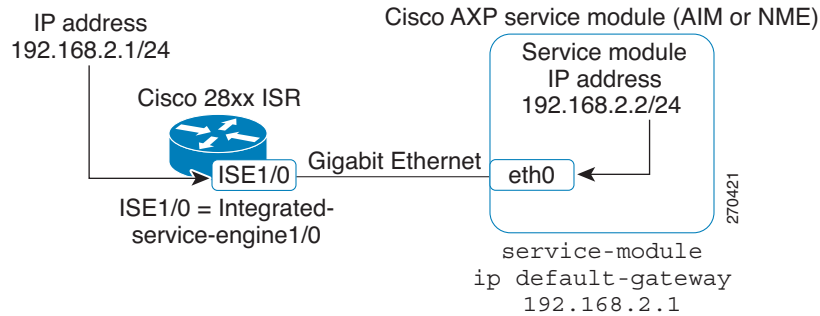 IP address
192.168.2.1/24
Cisco 28xx ISR
ISE1/0
ISE1/0 = Integrated-
service-engine1/0
Gigabit Ethernet
Cisco AXP service module (AIM or NME)
Service module
IP address
192.168.2.2/24
eth0
270421
service-module
ip default-gateway
192.168.2.1